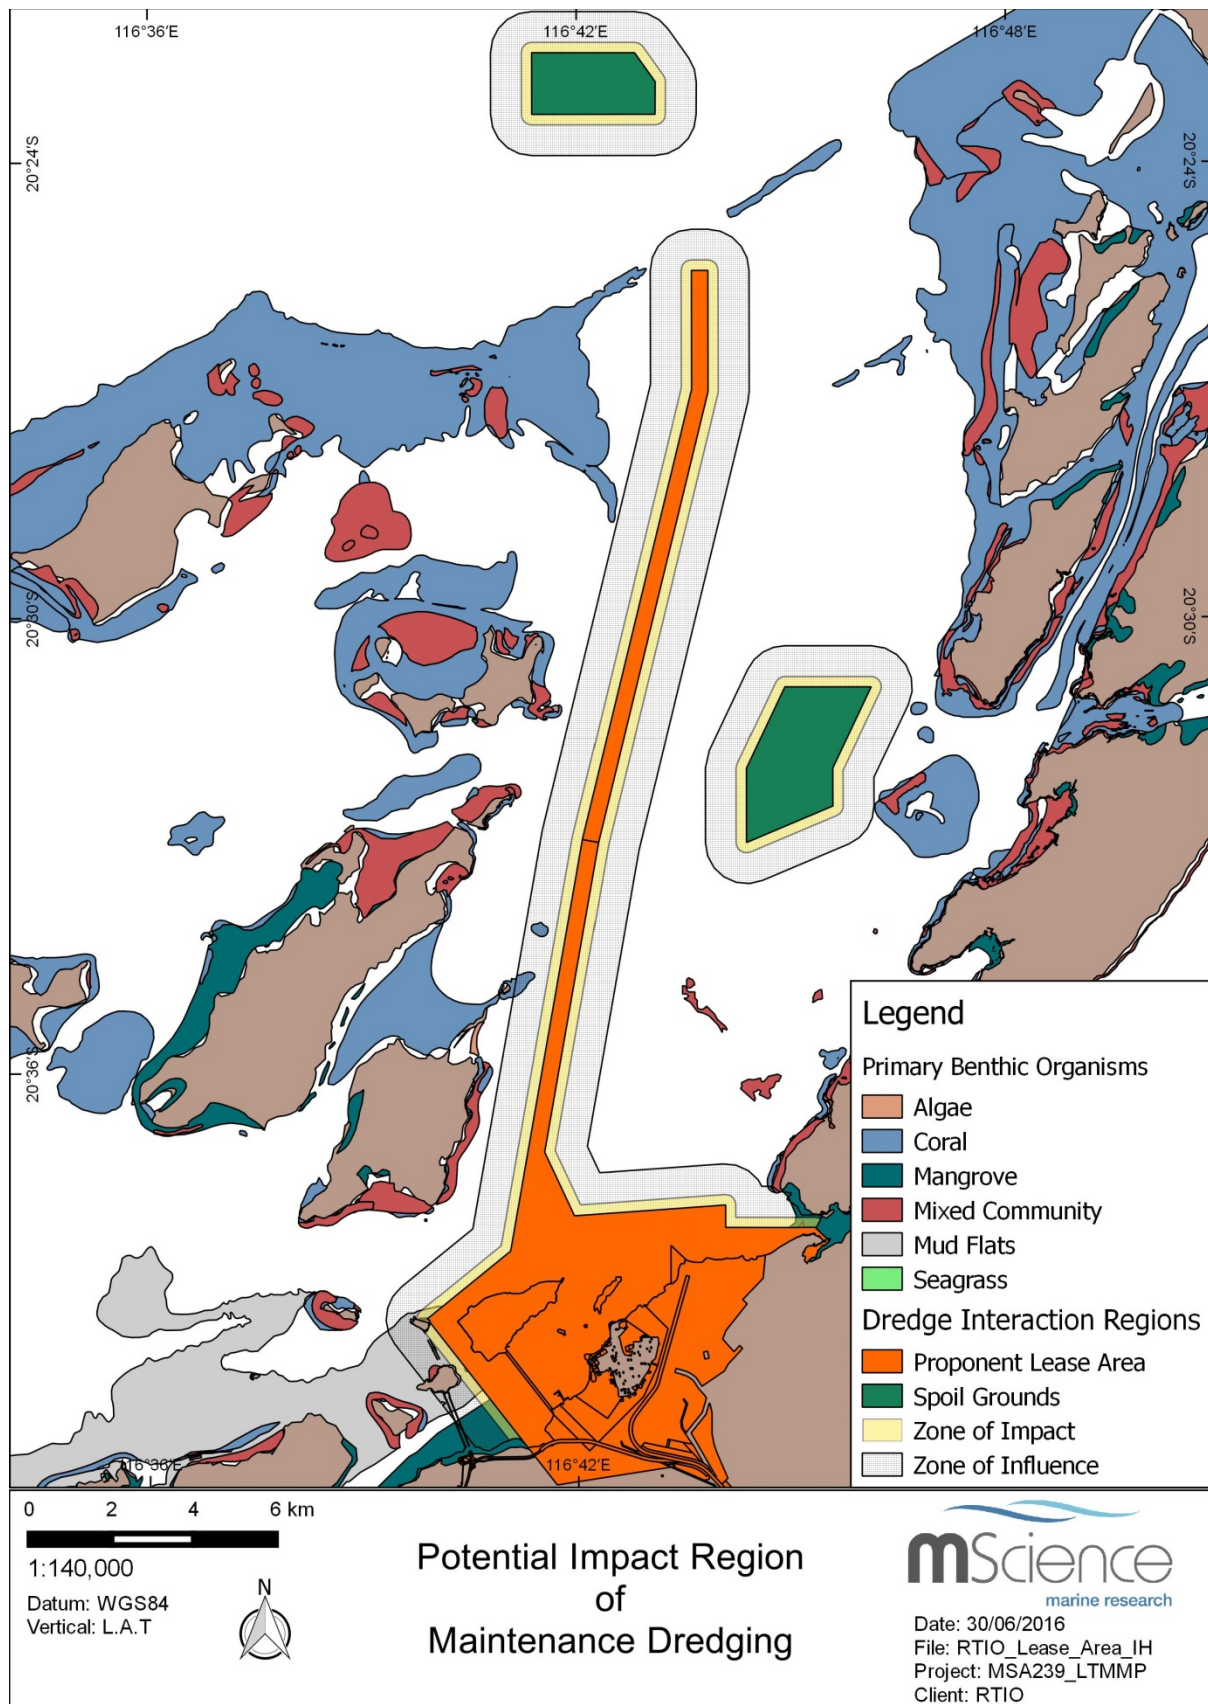 116°36'E
116°42'E
116°48'E
20°24'S
20°24'S
20°30'S
20°30'S
20°36'S
Legend
Primary Benthic Organisms
Algae
Coral
Mangrove
Mixed Community
Mud Flats
Seagrass
Dredge Interaction Regions
Proponent Lease Area
Spoil Grounds
Zone of Impact
Zone of Influence
116°36'E
116°42'E
0 2 4 6 km
1:140,000
Datum: WGS84
Vertical: L.A.T
N
Potential Impact Region
of
Maintenance Dredging
mScience
marine research
Date: 30/06/2016
File: RTIO_Lease_Area_IH
Project: MSA239_LTMMP
Client: RTIO